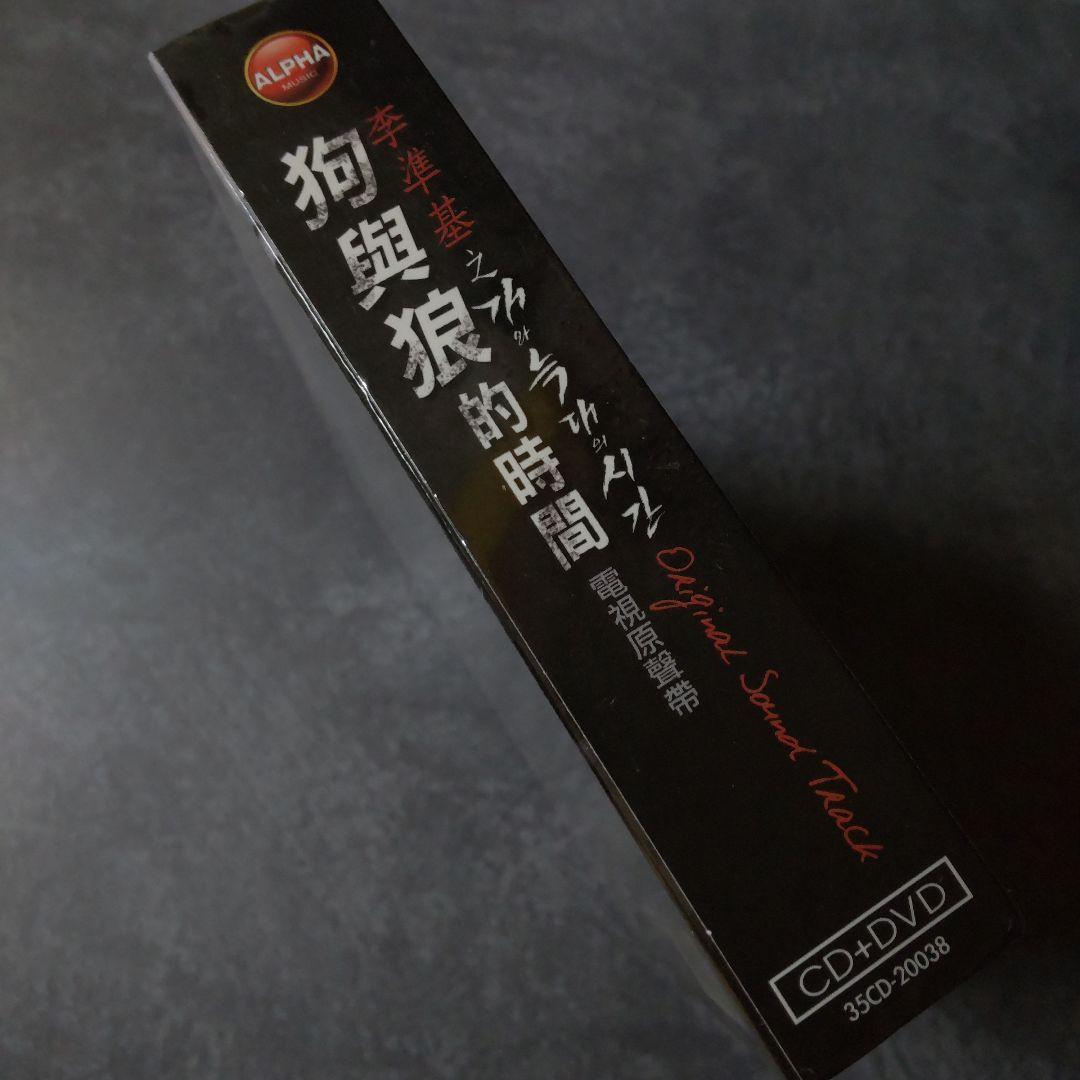 ALPHA
MUSIC
李準基之개와늑대의시간
狗與狼的時間
電視原聲帶
Original Sound Track
CD+DVD
35CD-20038